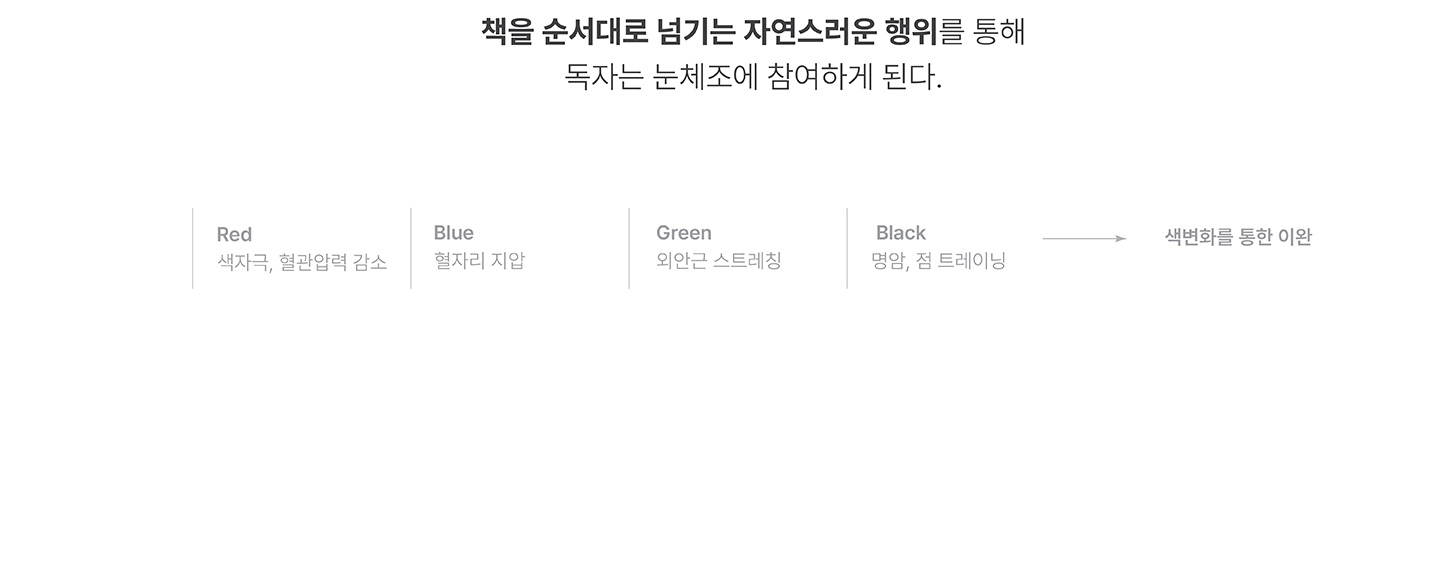 책을 순서대로 넘기는 자연스러운 행위를 통해
독자는 눈체조에 참여하게 된다.
Red
색자극, 혈관압력 감소
Blue
혈자리 지압
Green
외안근 스트레칭
Black
명암, 점 트레이닝
색변화를 통한 이완